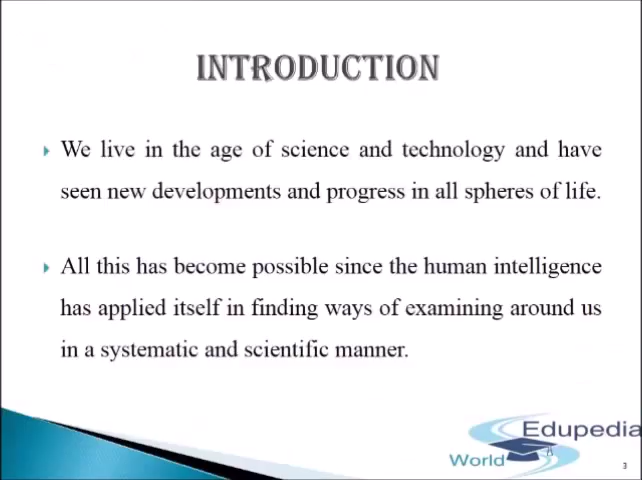 INTRODUCTION
We live in the age of science and technology and have
seen new developments and progress in all spheres of life.
All this has become possible since the human intelligence
has applied itself in finding ways of examining around us
in a systematic and scientific manner.
Edupedia
World
A
3